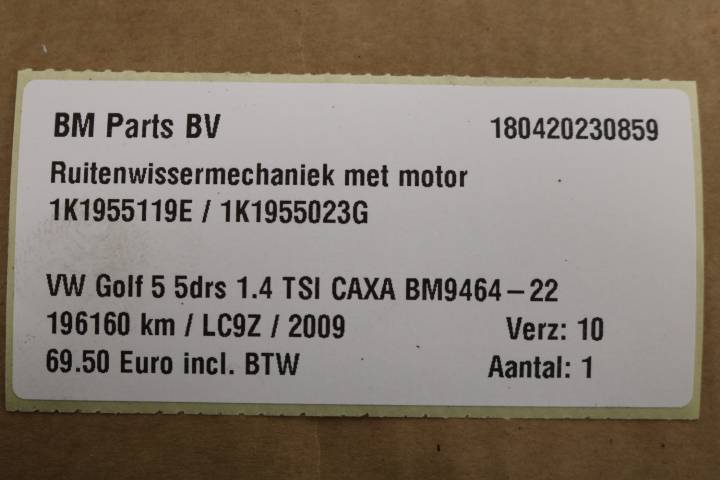 BM Parts BV 180420230859
Ruitenwissermechaniek met motor
1K1955119E / 1K1955023G
VW Golf 5 5drs 1.4 TSI CAXA BM9464-22
196160 km / LC9Z / 2009 Verz: 10
69.50 Euro incl. BTW Aantal: 1